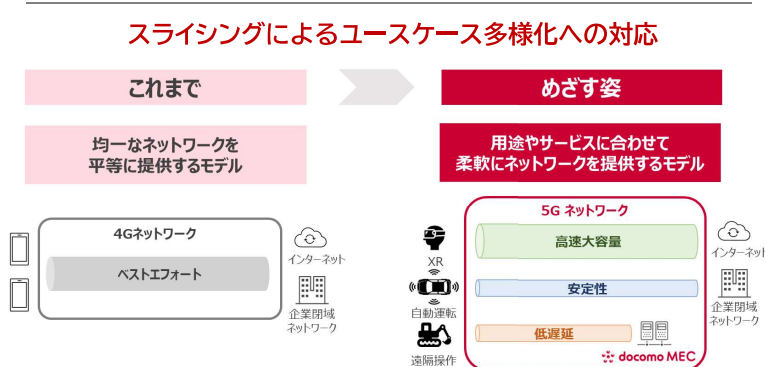 スライシングによるユースケース多様化への対応
これまで
めざす姿
均一なネットワークを
平等に提供するモデル
用途やサービスに合わせて
柔軟にネットワークを提供するモデル
4Gネットワーク
ベストエフォート
インターネット
企業閉域
ネットワーク
5G ネットワーク
XR
自動運転
遠隔操作
高速大容量
安定性
低遅延
docomo MEC
インターネット
企業閉域
ネットワーク